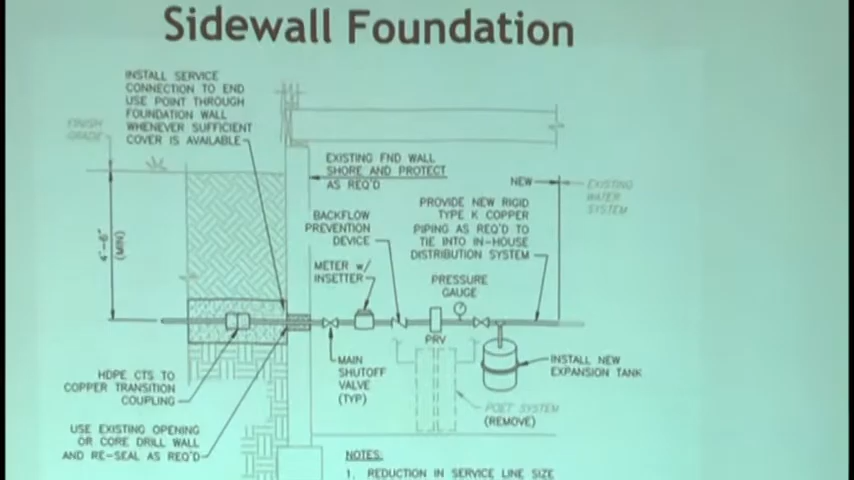 Sidewall Foundation
INSTALL SERVICE
CONNECTION TO END
USE POINT THROUGH
FOUNDATION WALL
WHENEVER SUFFICIENT
COVER IS AVAILABLE
FINISH
GRADE
EXISTING FND WALL
SHORE AND PROTECT
AS REQ'D
NEW
EXISTING
WATER
SYSTEM
BACKFLOW
PREVENTION
DEVICE
PROVIDE NEW RIGID
TYPE K COPPER
PIPING AS REQ'D TO
TIE INTO IN-HOUSE
DISTRIBUTION SYSTEM
4'-6"
(MIN)
METER w/
INSETTER
PRESSURE
GAUGE
PRV
HDPE CTS TO
COPPER TRANSITION
COUPLING
MAIN
SHUTOFF
VALVE
(TYP)
INSTALL NEW
EXPANSION TANK
POET SYSTEM
(REMOVE)
USE EXISTING OPENING
OR CORE DRILL WALL
AND RE-SEAL AS REQ'D
NOTES:
1. REDUCTION IN SERVICE LINE SIZE